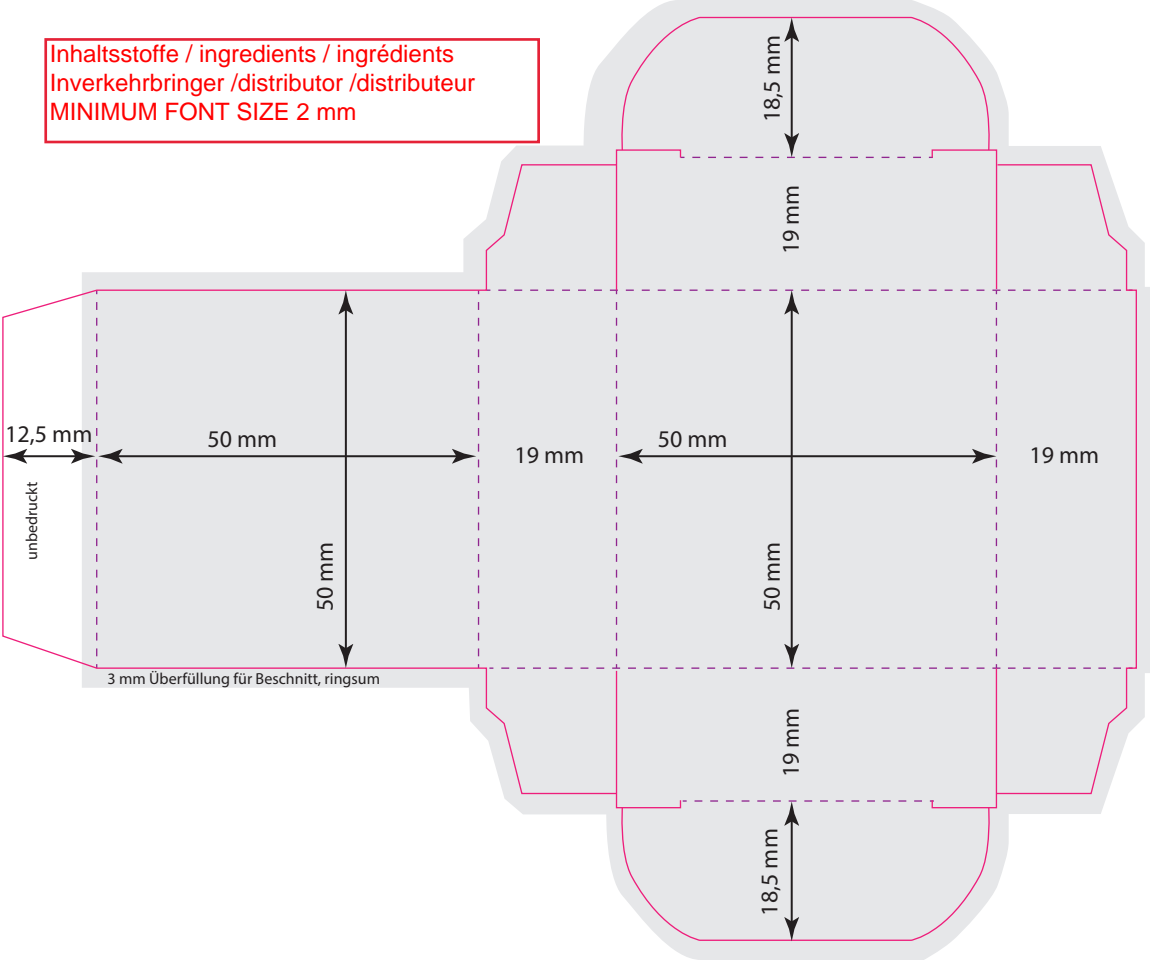 Inhaltsstoffe / ingredients / ingrédients
Inverkehrbringer /distributor /distributeur
MINIMUM FONT SIZE 2 mm
18,5 mm
19 mm
12,5 mm
50 mm
19 mm
50 mm
19 mm
unbedruckt
50 mm
50 mm
3 mm Überfüllung für Beschnitt, ringsum
19 mm
18,5 mm